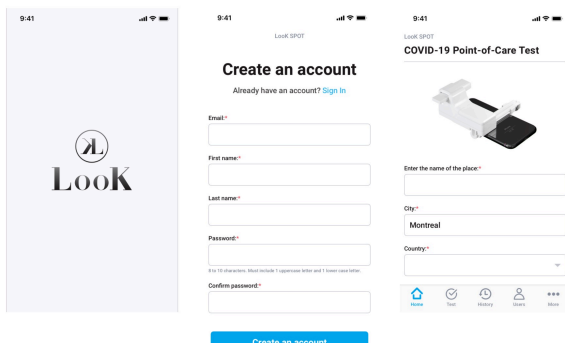 9:41
LooK
9:41
LooK SPOT
Create an account
Already have an account? Sign In
Email:*
First name:*
Last name:*
Password:*
8 to 10 characters. Must include 1 uppercase letter and 1 lower case letter.
Confirm password:*
Create an account
9:41
LooK SPOT
COVID-19 Point-of-Care Test
Enter the name of the place:*
City:*
Montreal
Country:*
Home Test History Users More